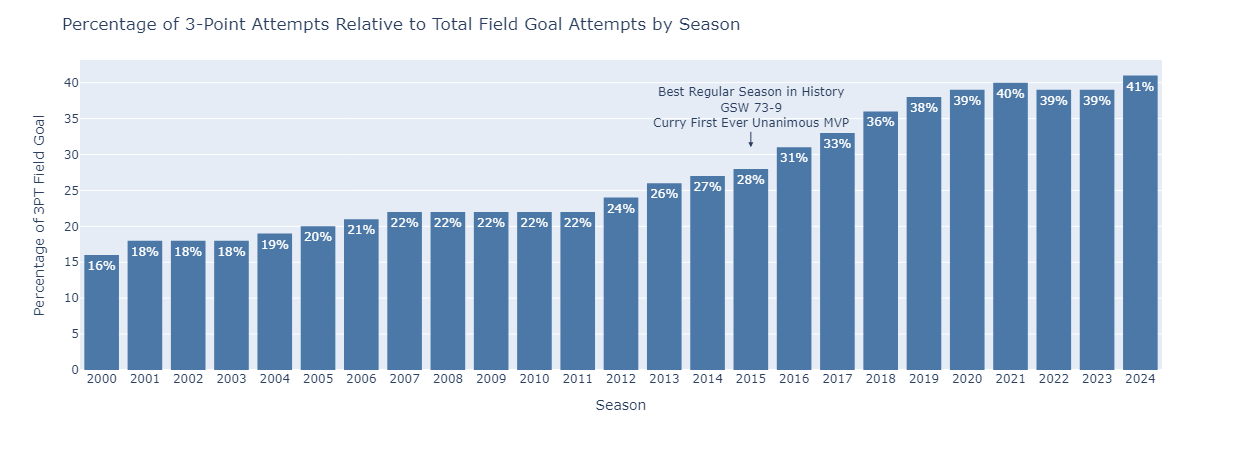 Percentage of 3-Point Attempts Relative to Total Field Goal Attempts by Season
Percentage of 3PT Field Goal
40
35
30
25
20
15
10
5
0
Best Regular Season in History
GSW 73-9
Curry First Ever Unanimous MVP
16% 18% 18% 18% 19% 20% 21% 22% 22% 22% 22% 22% 24% 26% 27% 28% 31% 33% 36% 38% 39% 40% 39% 39% 41%
2000 2001 2002 2003 2004 2005 2006 2007 2008 2009 2010 2011 2012 2013 2014 2015 2016 2017 2018 2019 2020 2021 2022 2023 2024
Season